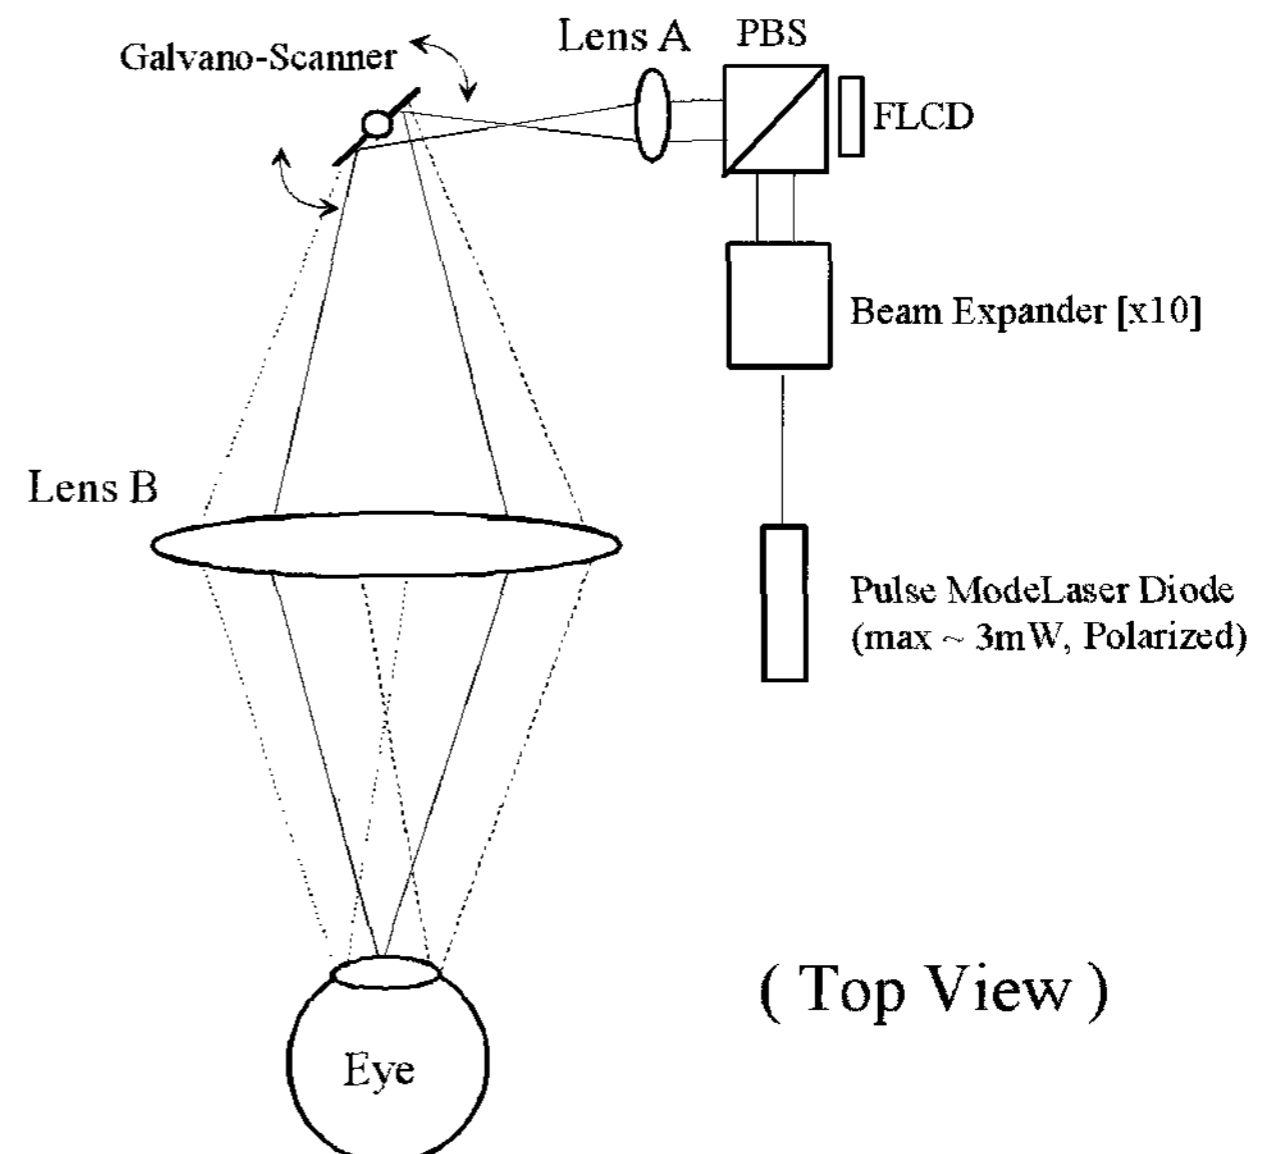 Lens A
PBS
Galvano-Scanner
FLCD
Beam Expander [x10]
Lens B
Pulse ModeLaser Diode
(max ~ 3mW, Polarized)
( Top View )
Eye